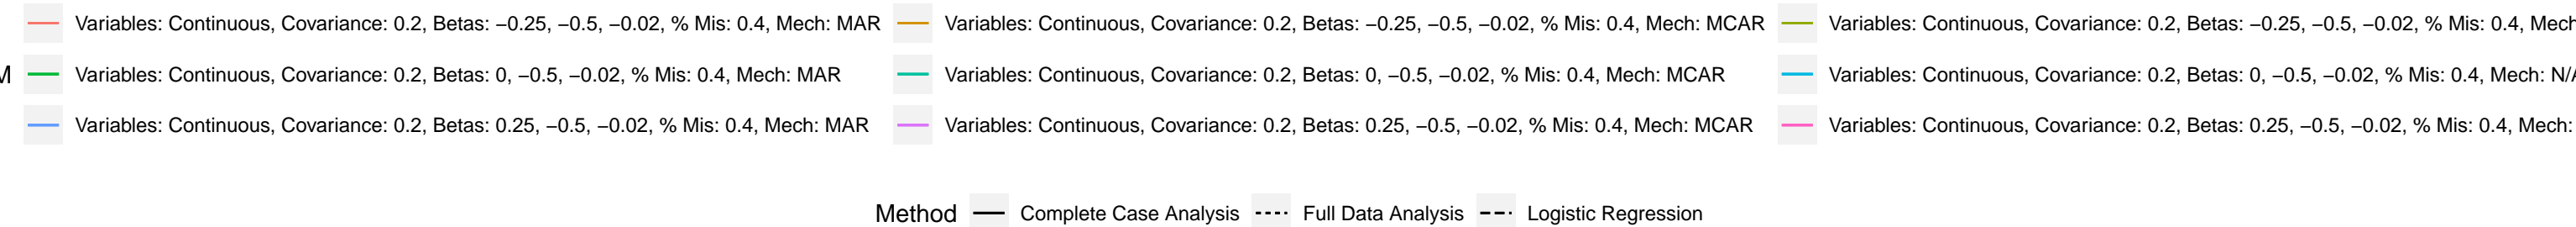 Variables: Continuous, Covariance: 0.2, Betas: −0.25, −0.5, −0.02, % Mis: 0.4, Mech: MAR Variables: Continuous, Covariance: 0.2, Betas: −0.25, −0.5, −0.02, % Mis: 0.4, Mech: MCAR Variables: Continuous, Covariance: 0.2, Betas: −0.25, −0.5, −0.02, % Mis: 0.4, Mech
M Variables: Continuous, Covariance: 0.2, Betas: 0, −0.5, −0.02, % Mis: 0.4, Mech: MAR Variables: Continuous, Covariance: 0.2, Betas: 0, −0.5, −0.02, % Mis: 0.4, Mech: MCAR Variables: Continuous, Covariance: 0.2, Betas: 0, −0.5, −0.02, % Mis: 0.4, Mech: N/A
Variables: Continuous, Covariance: 0.2, Betas: 0.25, −0.5, −0.02, % Mis: 0.4, Mech: MAR Variables: Continuous, Covariance: 0.2, Betas: 0.25, −0.5, −0.02, % Mis: 0.4, Mech: MCAR Variables: Continuous, Covariance: 0.2, Betas: 0.25, −0.5, −0.02, % Mis: 0.4, Mech:
Method Complete Case Analysis Full Data Analysis Logistic Regression